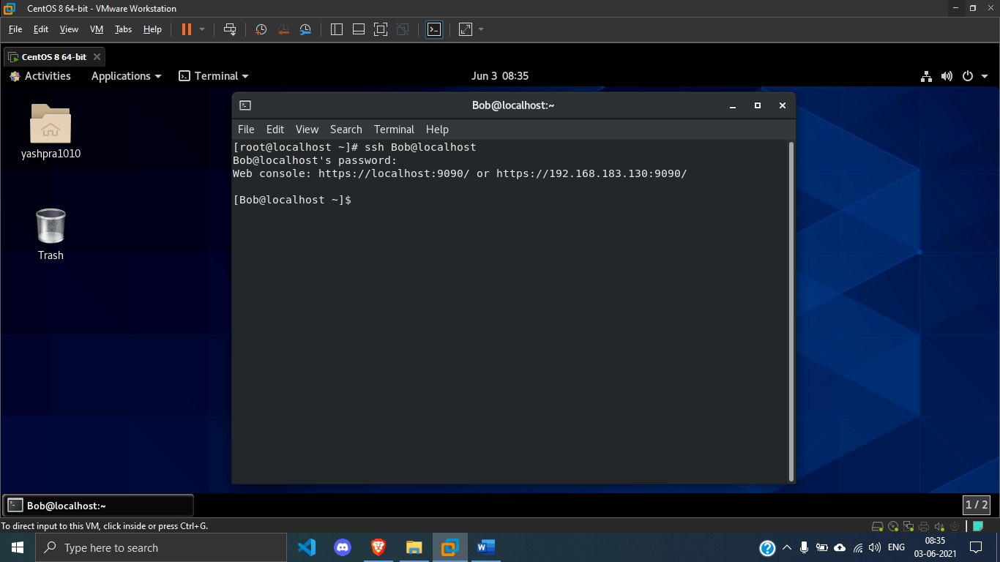 CentOS 8 64-bit - VMware Workstation
File Edit View VM Tabs Help
CentOS 8 64-bit
Activities Applications Terminal Jun 3 08:35
yashpra1010
Trash
Bob@localhost:~
File Edit View Search Terminal Help
[root@localhost ~]# ssh Bob@localhost
Bob@localhost's password:
Web console: https://localhost:9090/ or https://192.168.183.130:9090/
[Bob@localhost ~]$
Bob@localhost:~
1 / 2
To direct input to this VM, click inside or press Ctrl+G.
Type here to search
ENG
08:35
03-06-2021